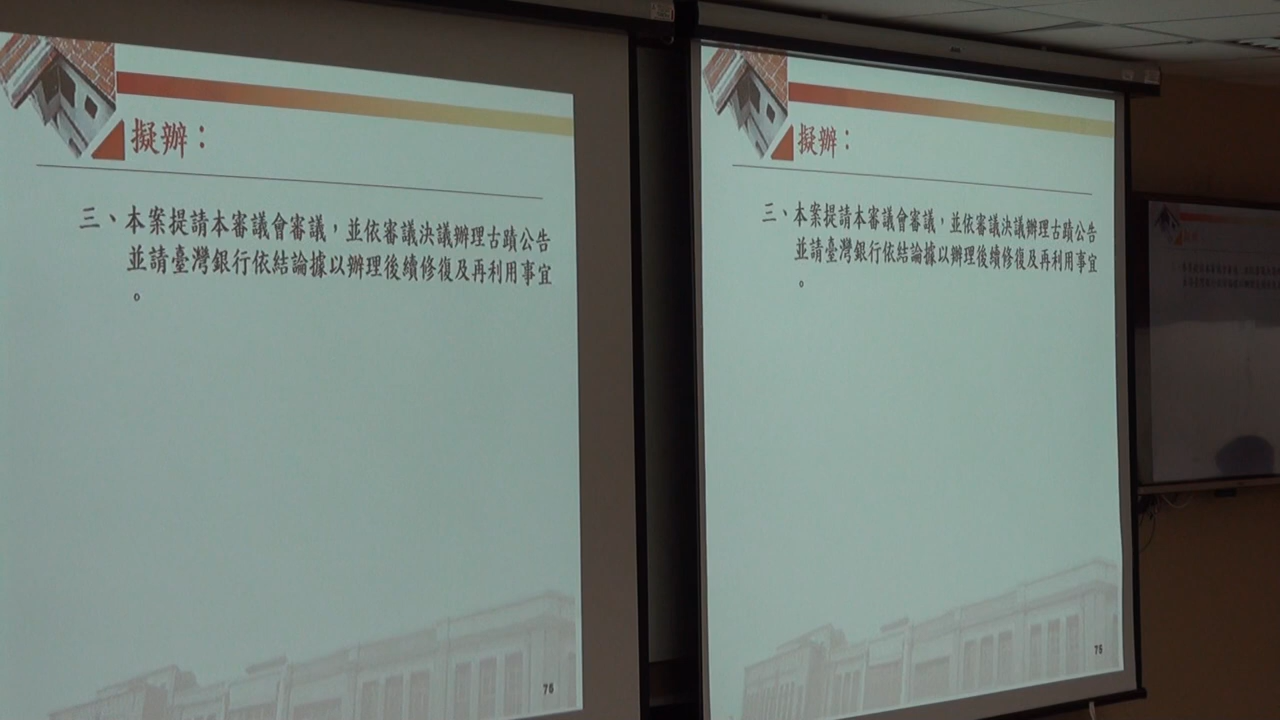 擬辦：
三、本案提請本審議會審議，並依審議決議辦理古蹟公告
並請臺灣銀行依結論據以辦理後續修復及再利用事宜
。
擬辦：
三、本案提請本審議會審議，並依審議決議辦理古蹟公告
並請臺灣銀行依結論據以辦理後續修復及再利用事宜
。